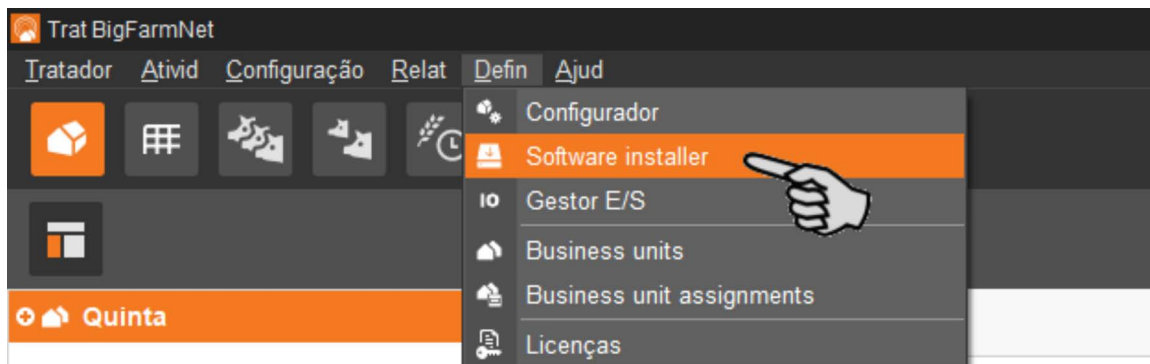 Trat BigFarmNet
Tratador Ativid Configuração Relat Defin Ajud
Configurador
Software installer
IO Gestor E/S
Business units
Business unit assignments
Quinta
Licenças